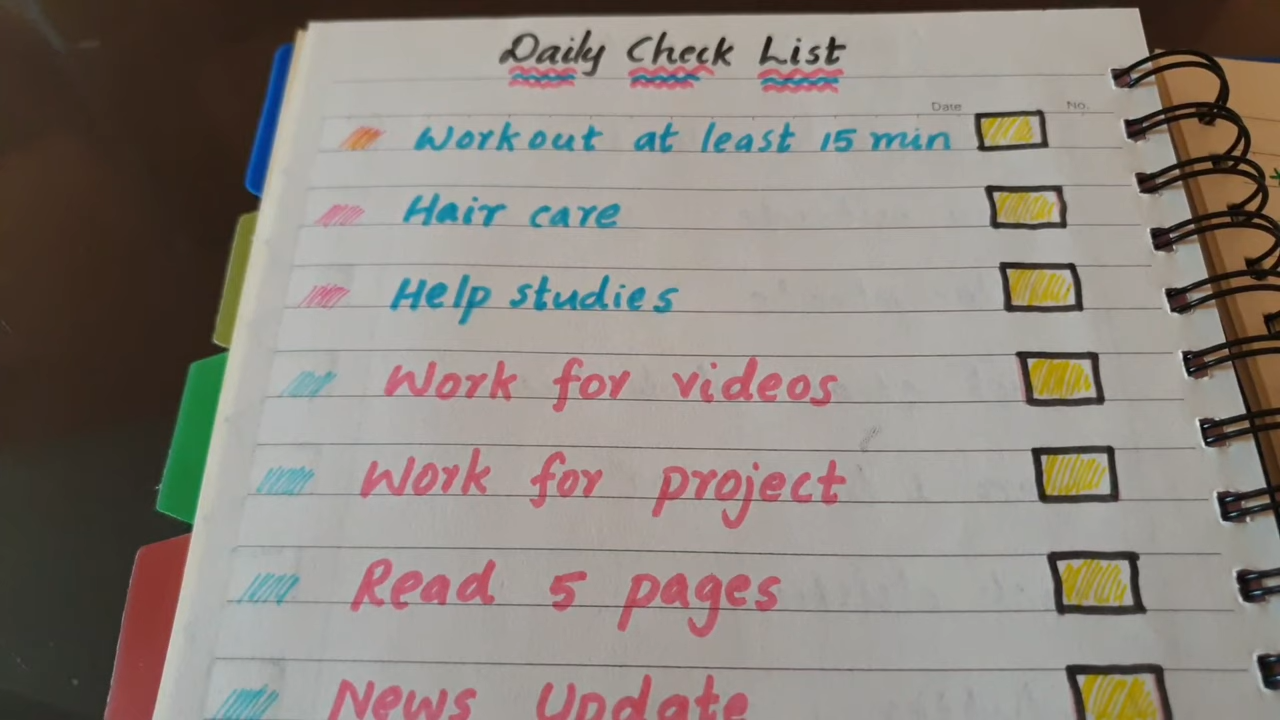 Daily Check List
Date No.
Workout at least 15 min
Hair care
Help studies
Work for videos
Work for project
Read 5 pages
News Update